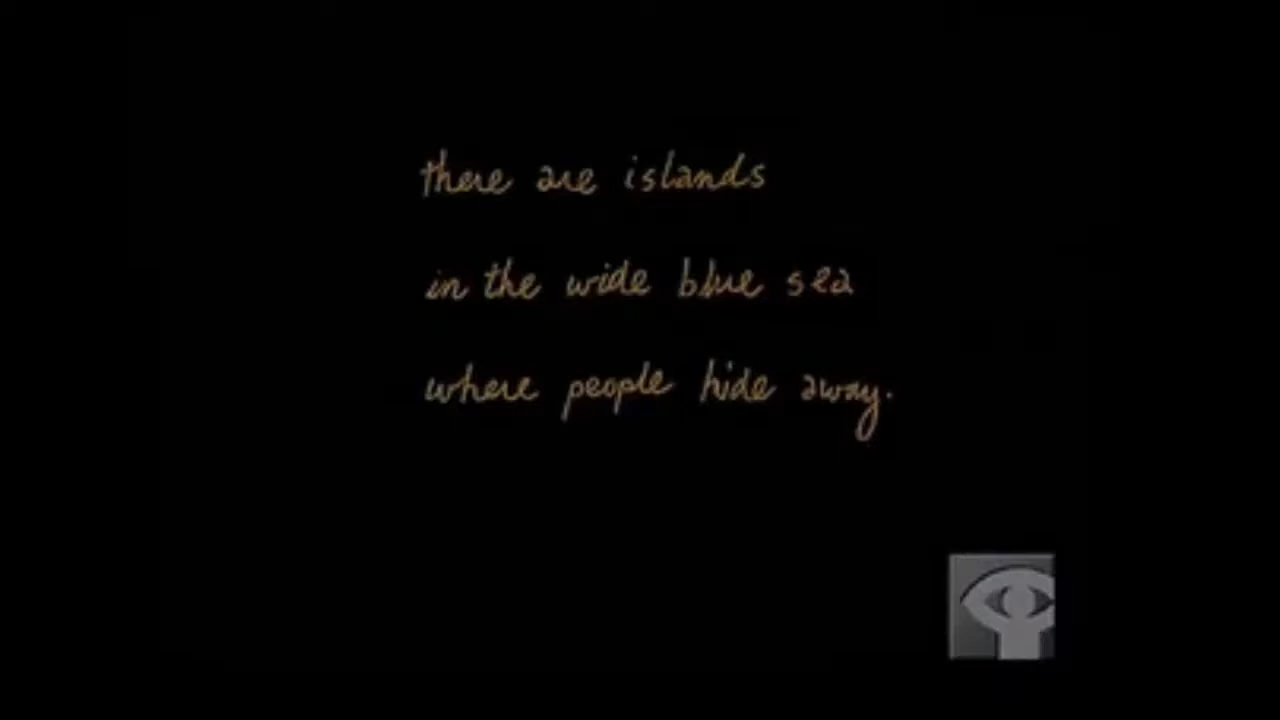 there are islands
in the wide blue sea
where people hide away.